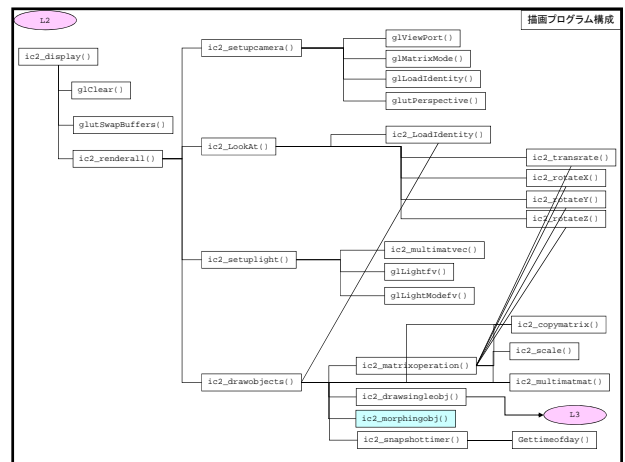 L2
描画プログラム構成
ic2_display()
glClear()
glutSwapBuffers()
ic2_renderall()
ic2_setupcamera()
glViewPort()
glMatrixMode()
glLoadIdentity()
glutPerspective()
ic2_LookAt()
ic2_LoadIdentity()
ic2_transrate()
ic2_rotateX()
ic2_rotateY()
ic2_rotateZ()
ic2_setuplight()
ic2_multimatvec()
glLightfv()
glLightModefv()
ic2_drawobjects()
ic2_matrixoperation()
ic2_copymatrix()
ic2_scale()
ic2_multimatmat()
ic2_drawsingleobj()
L3
ic2_morphingobj()
ic2_snapshottimer()
Gettimeofday()